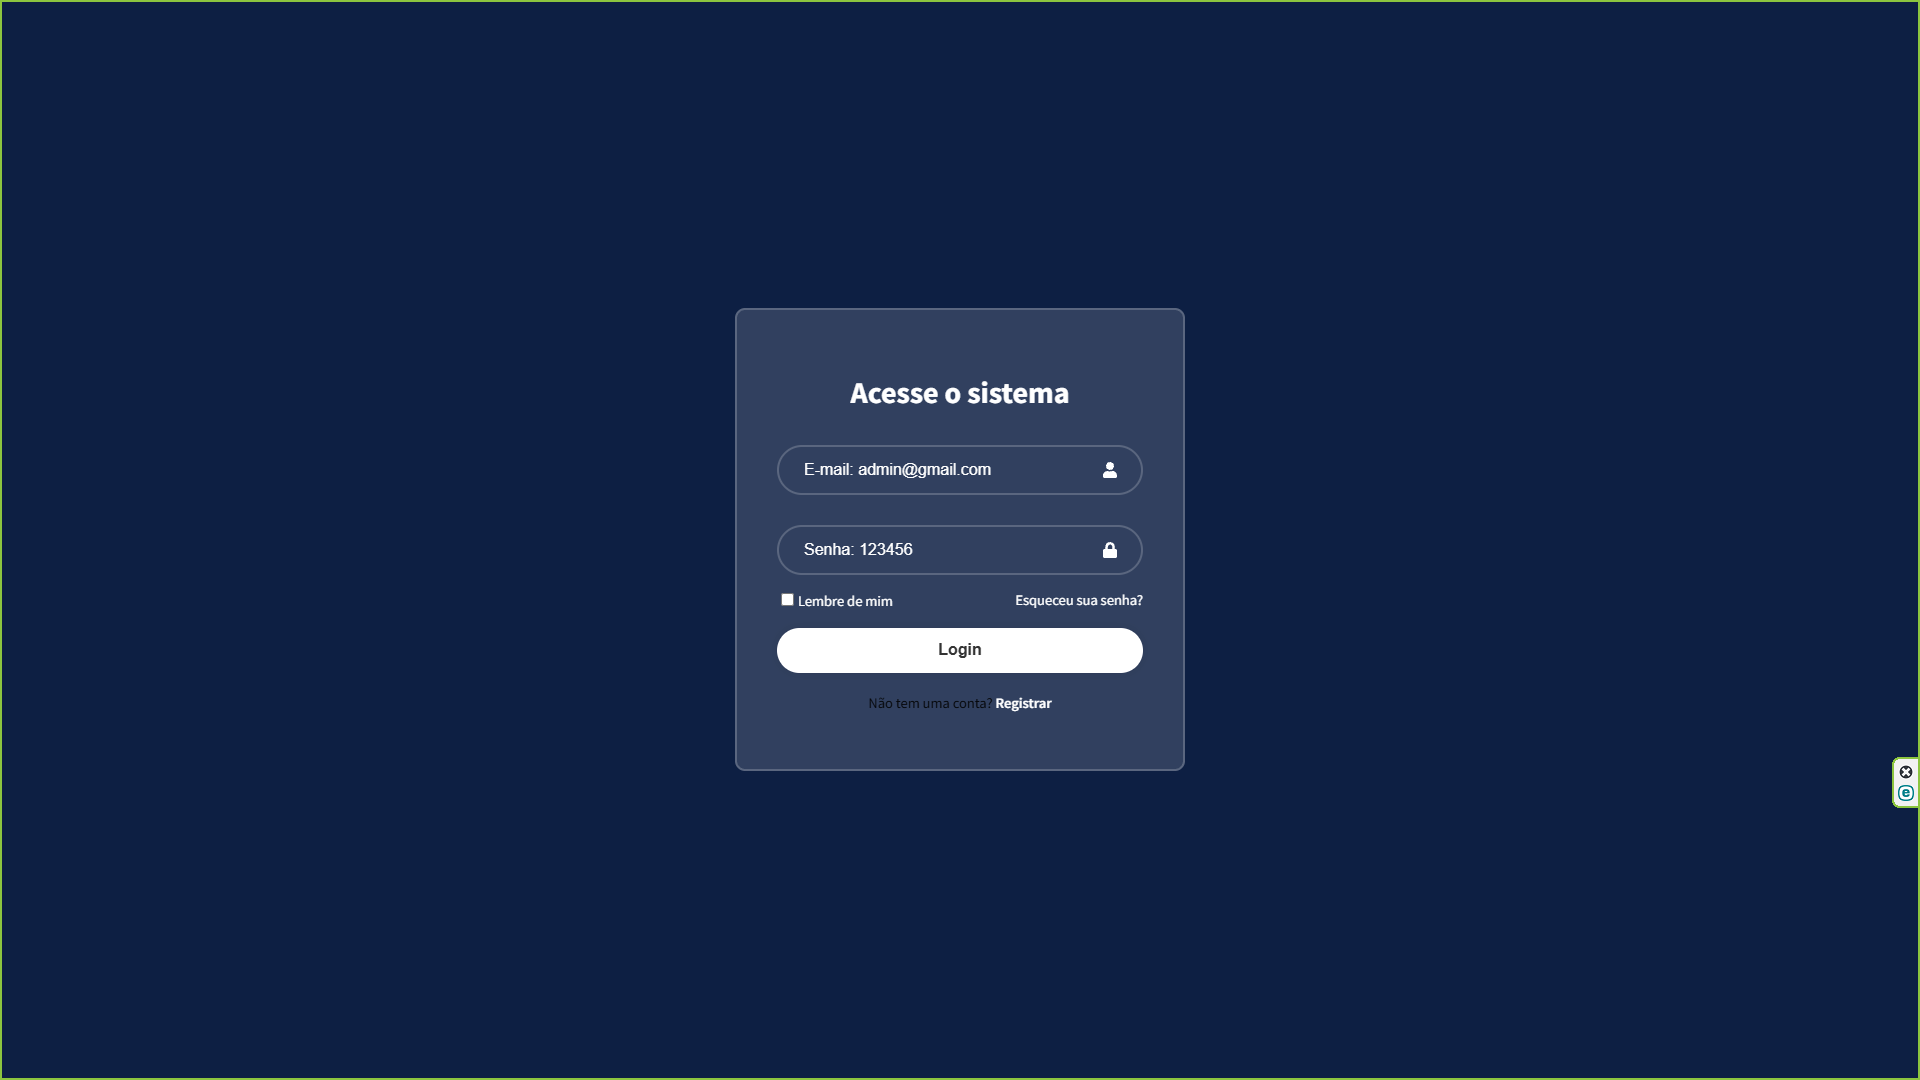 Acesse o sistema
E-mail: admin@gmail.com
Senha: 123456
Lembre de mim Esqueceu sua senha?
Login
Não tem uma conta? Registrar
e